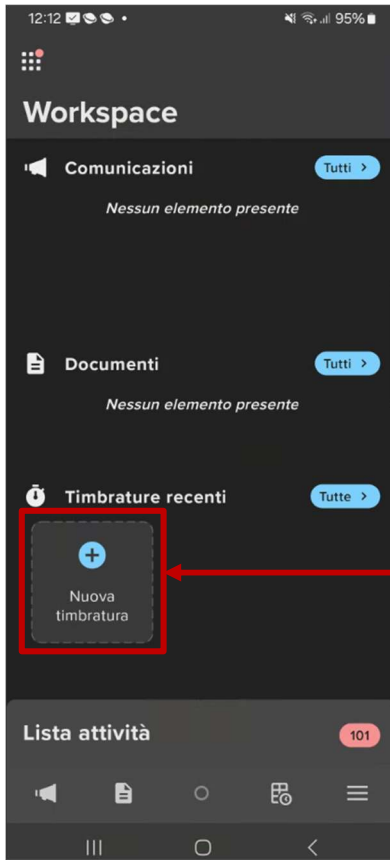 12:12 95%
Workspace
Comunicazioni Tutti >
Nessun elemento presente
Documenti Tutti >
Nessun elemento presente
Timbrature recenti Tutte >
Nuova
timbratura
Lista attività 101